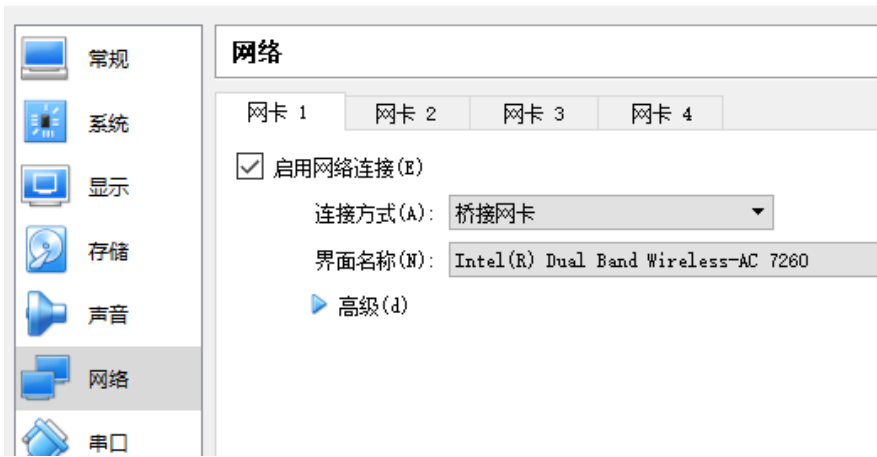 常规
系统
显示
存储
声音
网络
串口
网络
网卡 1 网卡 2 网卡 3 网卡 4
启用网络连接(E)
连接方式(A): 桥接网卡
界面名称(N): Intel(R) Dual Band Wireless-AC 7260
高级(d)